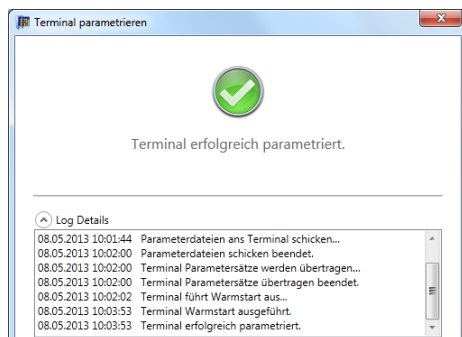 Terminal parametrieren
Terminal erfolgreich parametriert.
Log Details
08.05.2013 10:01:44 Parameterdateien ans Terminal schicken...
08.05.2013 10:02:00 Parameterdateien schicken beendet.
08.05.2013 10:02:00 Terminal Parametersätze werden übertragen...
08.05.2013 10:02:00 Terminal Parametersätze übertragen beendet.
08.05.2013 10:02:02 Terminal führt Warmstart aus...
08.05.2013 10:03:53 Terminal Warmstart ausgeführt.
08.05.2013 10:03:53 Terminal erfolgreich parametriert.